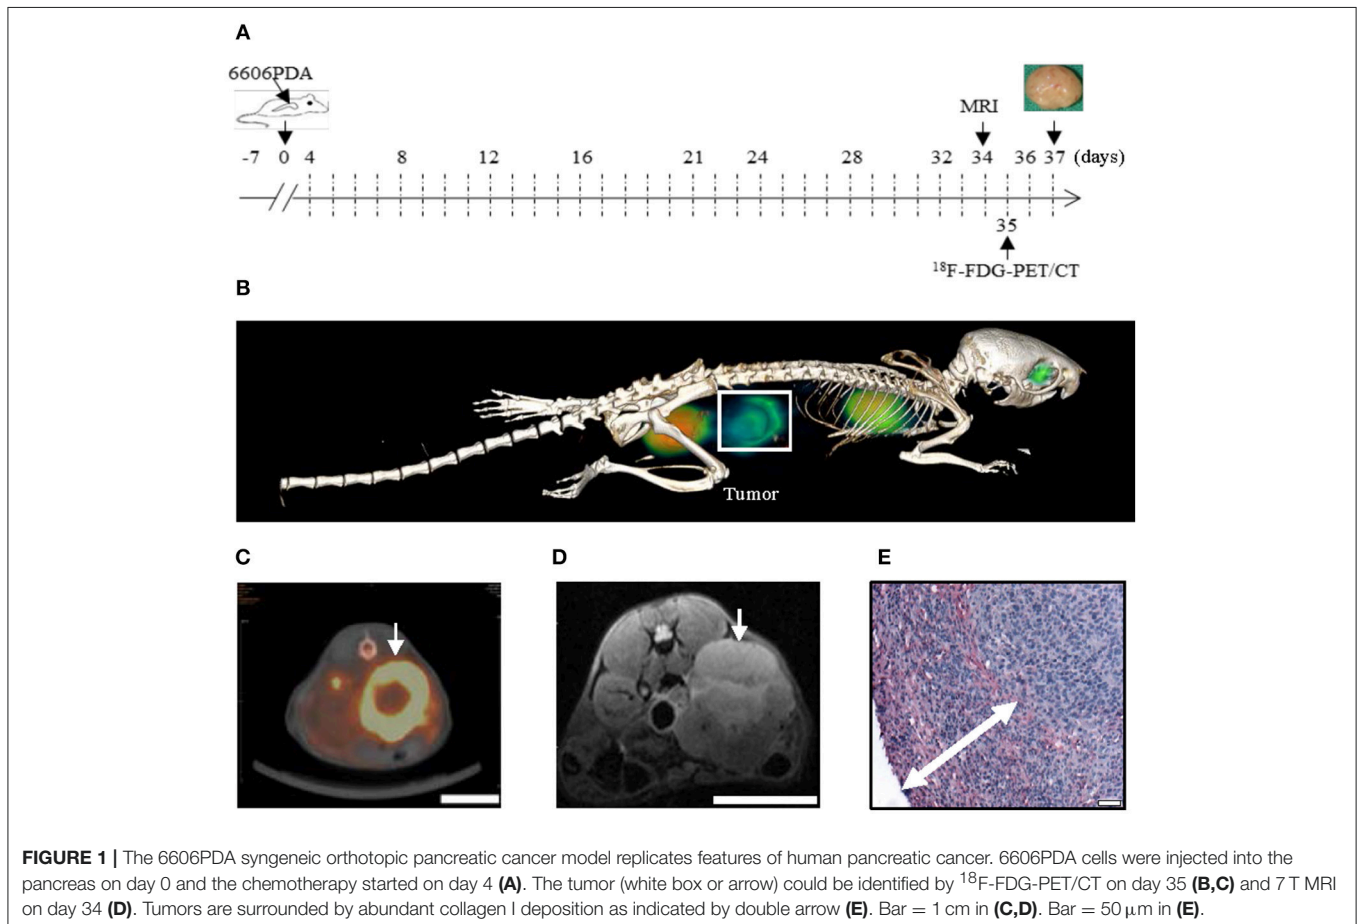 A
6606PDA
MRI
-7 0 4 8 12 16 21 24 28 32 34 36 37 (days)
35
18F-FDG-PET/CT
B
Tumor
C
D
E
FIGURE 1 | The 6606PDA syngeneic orthotopic pancreatic cancer model replicates features of human pancreatic cancer. 6606PDA cells were injected into the
pancreas on day 0 and the chemotherapy started on day 4 (A). The tumor (white box or arrow) could be identified by 18F-FDG-PET/CT on day 35 (B,C) and 7 T MRI
on day 34 (D). Tumors are surrounded by abundant collagen I deposition as indicated by double arrow (E). Bar = 1 cm in (C,D). Bar = 50 μm in (E).